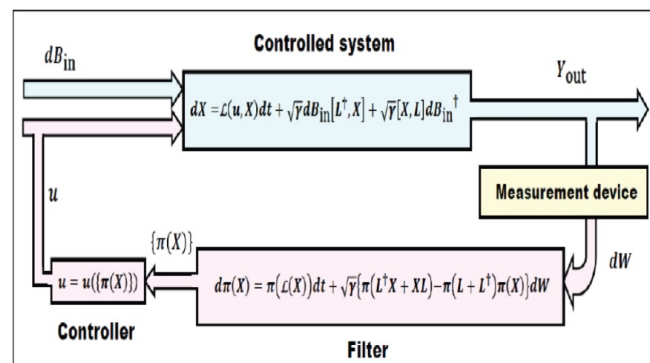 Controlled system
dB_in
Y_out
dX = ℒ(u, X)dt + √γ dB_in[L†, X] + √γ[X, L]dB_in†
Measurement device
u
{π(X)}
dW
u = u({π(X)})
dπ(X) = π(ℒ(X))dt + √γ{π(L†X + XL)−π(L + L†)π(X)}dW
Controller
Filter